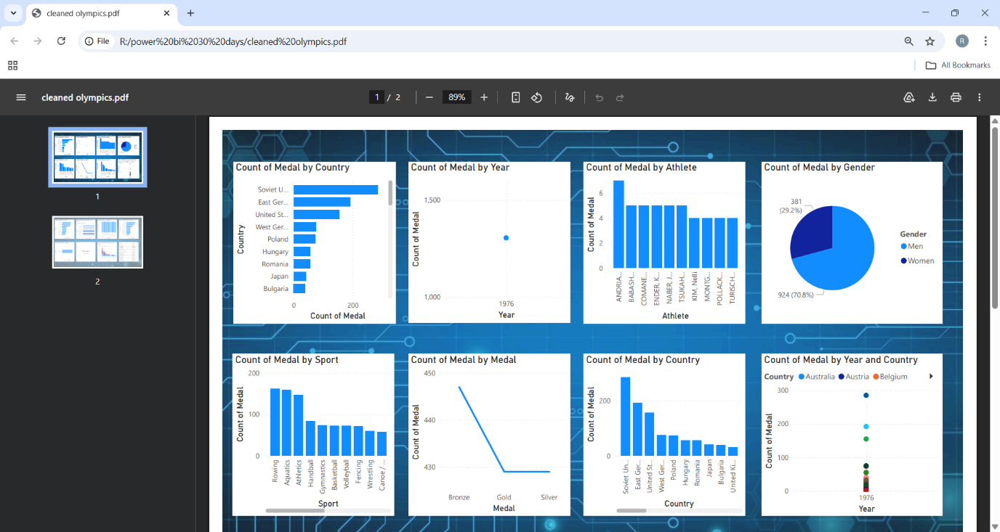 cleaned olympics.pdf
File
R:/power%20bi%2030%20days/cleaned%20olympics.pdf
R
All Bookmarks
cleaned olympics.pdf
1 / 2
89%
1
2
Count of Medal by Country
Country
Soviet U...
East Ger...
United St...
West Ger...
Poland
Hungary
Romania
Japan
Bulgaria
0 200
Count of Medal
Count of Medal by Year
Count of Medal
1,500
1,000
1976
Year
Count of Medal by Athlete
Count of Medal
6
4
2
0
ANDRIA...
BABASH...
COMANE...
ENDER, K...
NABER, J...
TSUKAH...
KIM, Nelli
MONTG...
POLLACK...
TURISCH...
Athlete
Count of Medal by Gender
381
(29.2%)
924 (70.8%)
Gender
Men
Women
Count of Medal by Sport
Count of Medal
200
100
0
Rowing
Aquatics
Athletics
Handball
Gymnastics
Basketball
Volleyball
Fencing
Wrestling
Canoe / ...
Sport
Count of Medal by Medal
Count of Medal
450
440
430
Bronze Gold Silver
Medal
Count of Medal by Country
Count of Medal
200
0
Soviet Un...
East Ger...
United St...
West Ger...
Poland
Hungary
Romania
Japan
Bulgaria
United Ki...
Country
Count of Medal by Year and Country
Country Australia Austria Belgium
Count of Medal
300
200
100
0
1976
Year